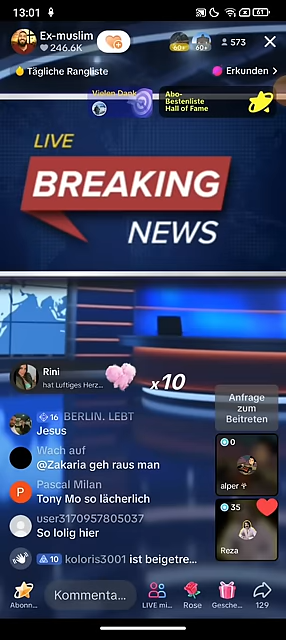 13:01
61
Ex-muslim
246.6K
60+
60+
573
Tägliche Rangliste
Erkunden >
Vielen Dank
Abo-
Bestenliste
Hall of Fame
LIVE
BREAKING
NEWS
Rini
hat Luftiges Herz...
x10
Anfrage
zum
Beitreten
16 BERLIN. LEBT
Jesus
Wach auf
@Zakaria geh raus man
0
alper
P
Pascal Milan
Tony Mo so lächerlich
user3170957805037
So lolig hier
35
Reza
10 koloris3001 ist beigetre...
Abonn...
Kommenta...
LIVE mi...
Rose
Gesche...
129